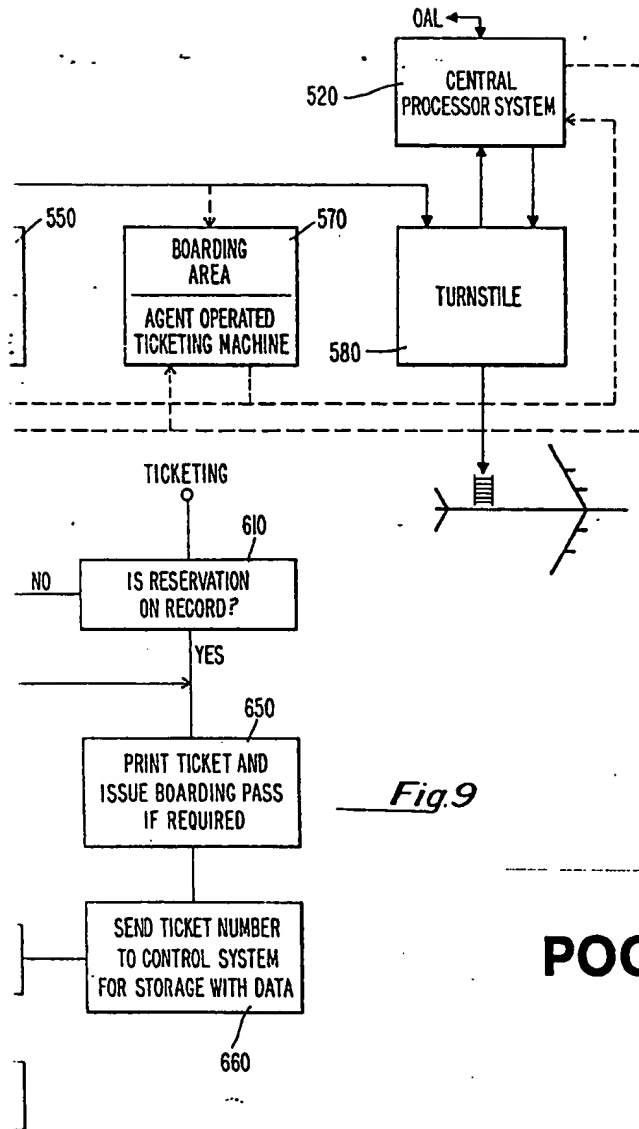 OAL
520
CENTRAL
PROCESSOR SYSTEM
550
570
BOARDING
AREA
AGENT OPERATED
TICKETING MACHINE
TURNSTILE
580
TICKETING
610
NO
IS RESERVATION
ON RECORD?
YES
650
PRINT TICKET AND
ISSUE BOARDING PASS
IF REQUIRED
Fig.9
SEND TICKET NUMBER
TO CONTROL SYSTEM
FOR STORAGE WITH DATA
660